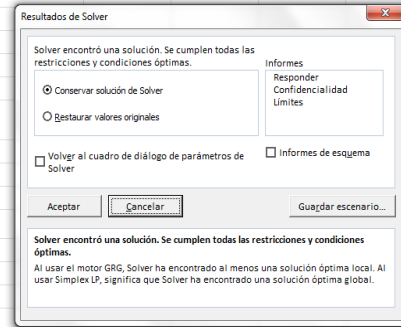 Resultados de Solver
Solver encontró una solución. Se cumplen todas las
restricciones y condiciones óptimas.
Informes
Conservar solución de Solver
Restaurar valores originales
Responder
Confidencialidad
Límites
Volver al cuadro de diálogo de parámetros de
Solver
Informes de esquema
Aceptar
Cancelar
Guardar escenario...
Solver encontró una solución. Se cumplen todas las restricciones y condiciones
óptimas.
Al usar el motor GRG, Solver ha encontrado al menos una solución óptima local. Al
usar Simplex LP, significa que Solver ha encontrado una solución óptima global.